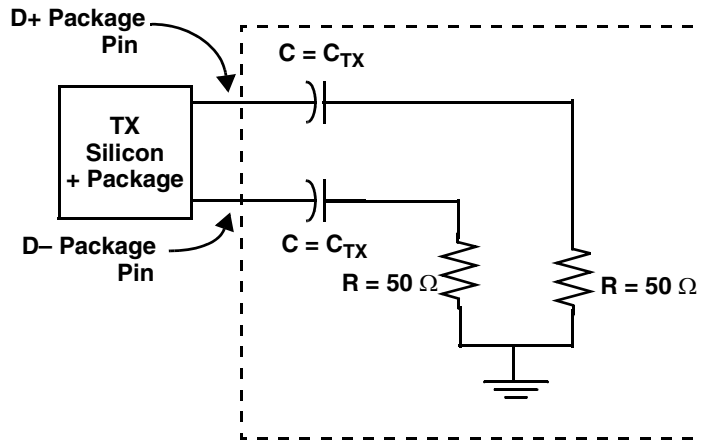 D+ Package
Pin
C = CTX
TX
Silicon
+ Package
D– Package
Pin
C = CTX
R = 50 Ω
R = 50 Ω